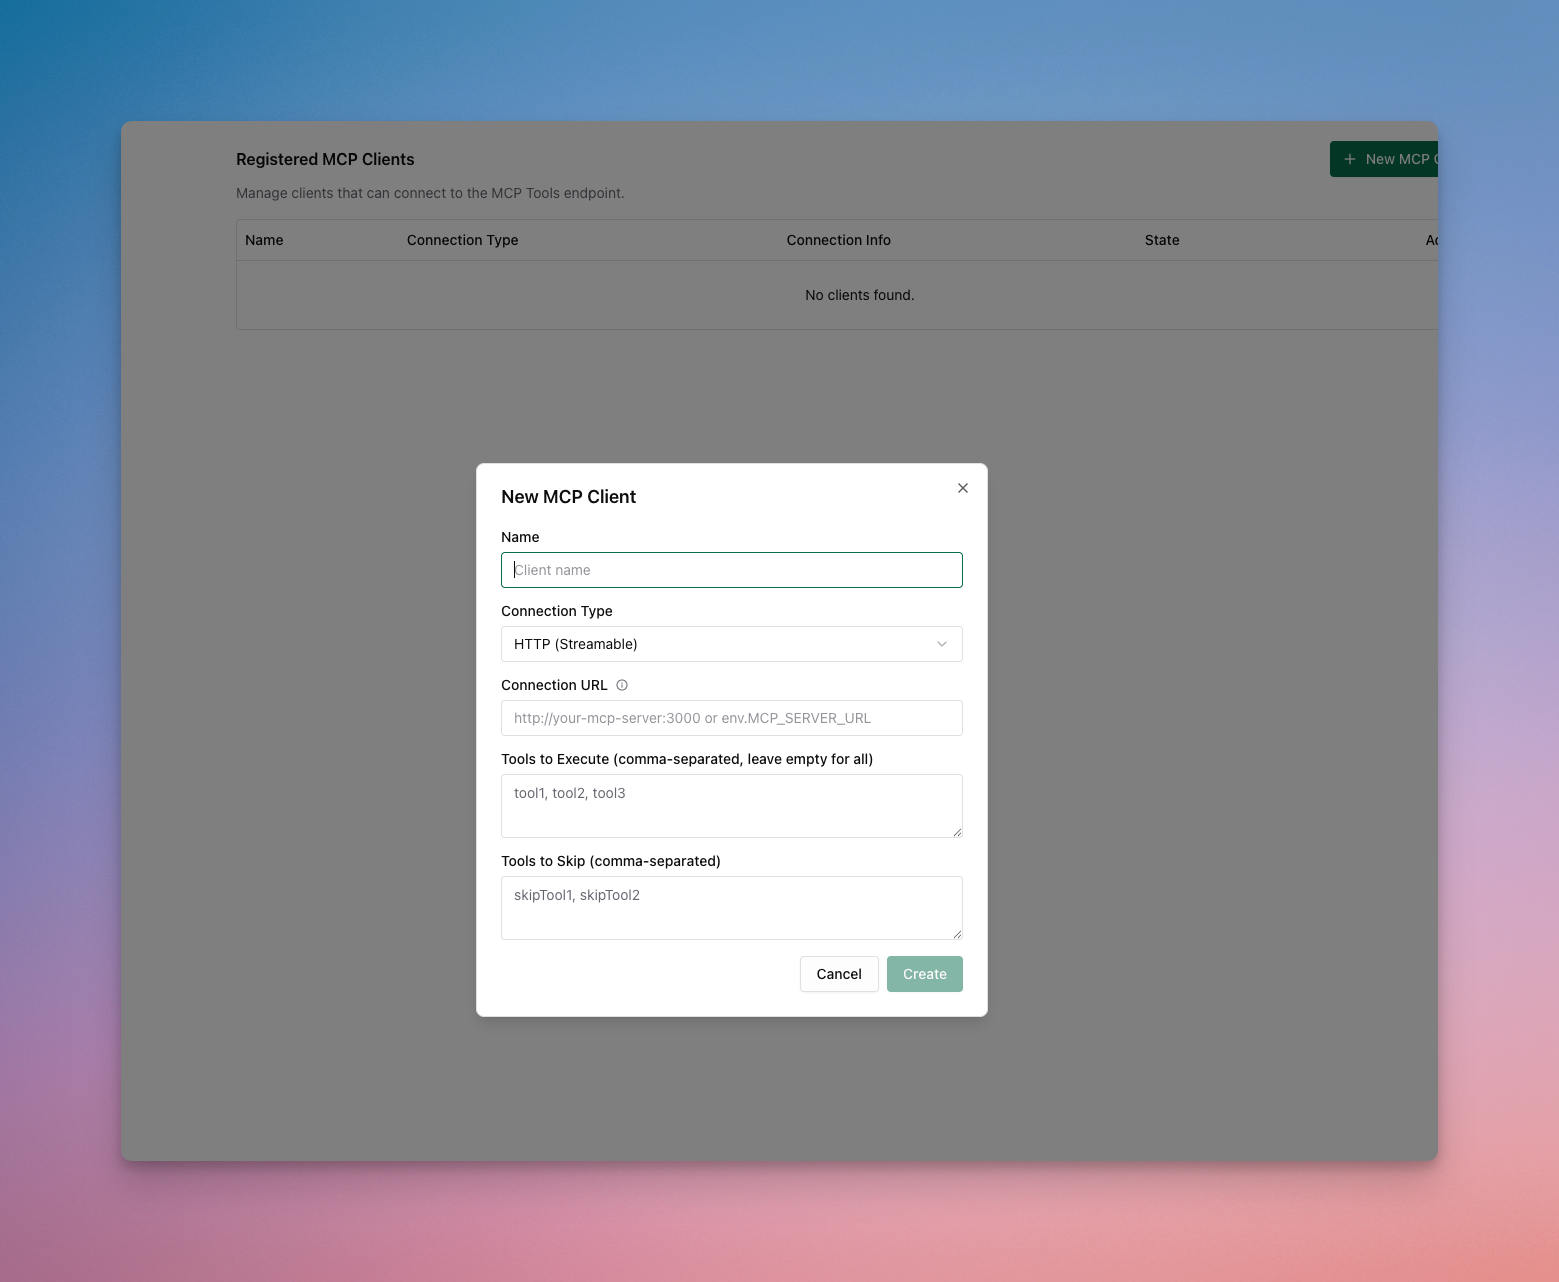 Registered MCP Clients
New MCP
Manage clients that can connect to the MCP Tools endpoint.
Name
Connection Type
Connection Info
State
No clients found.
New MCP Client
Name
Client name
Connection Type
HTTP (Streamable)
Connection URL
http://your-mcp-server:3000 or env.MCP_SERVER_URL
Tools to Execute (comma-separated, leave empty for all)
tool1, tool2, tool3
Tools to Skip (comma-separated)
skipTool1, skipTool2
Cancel
Create